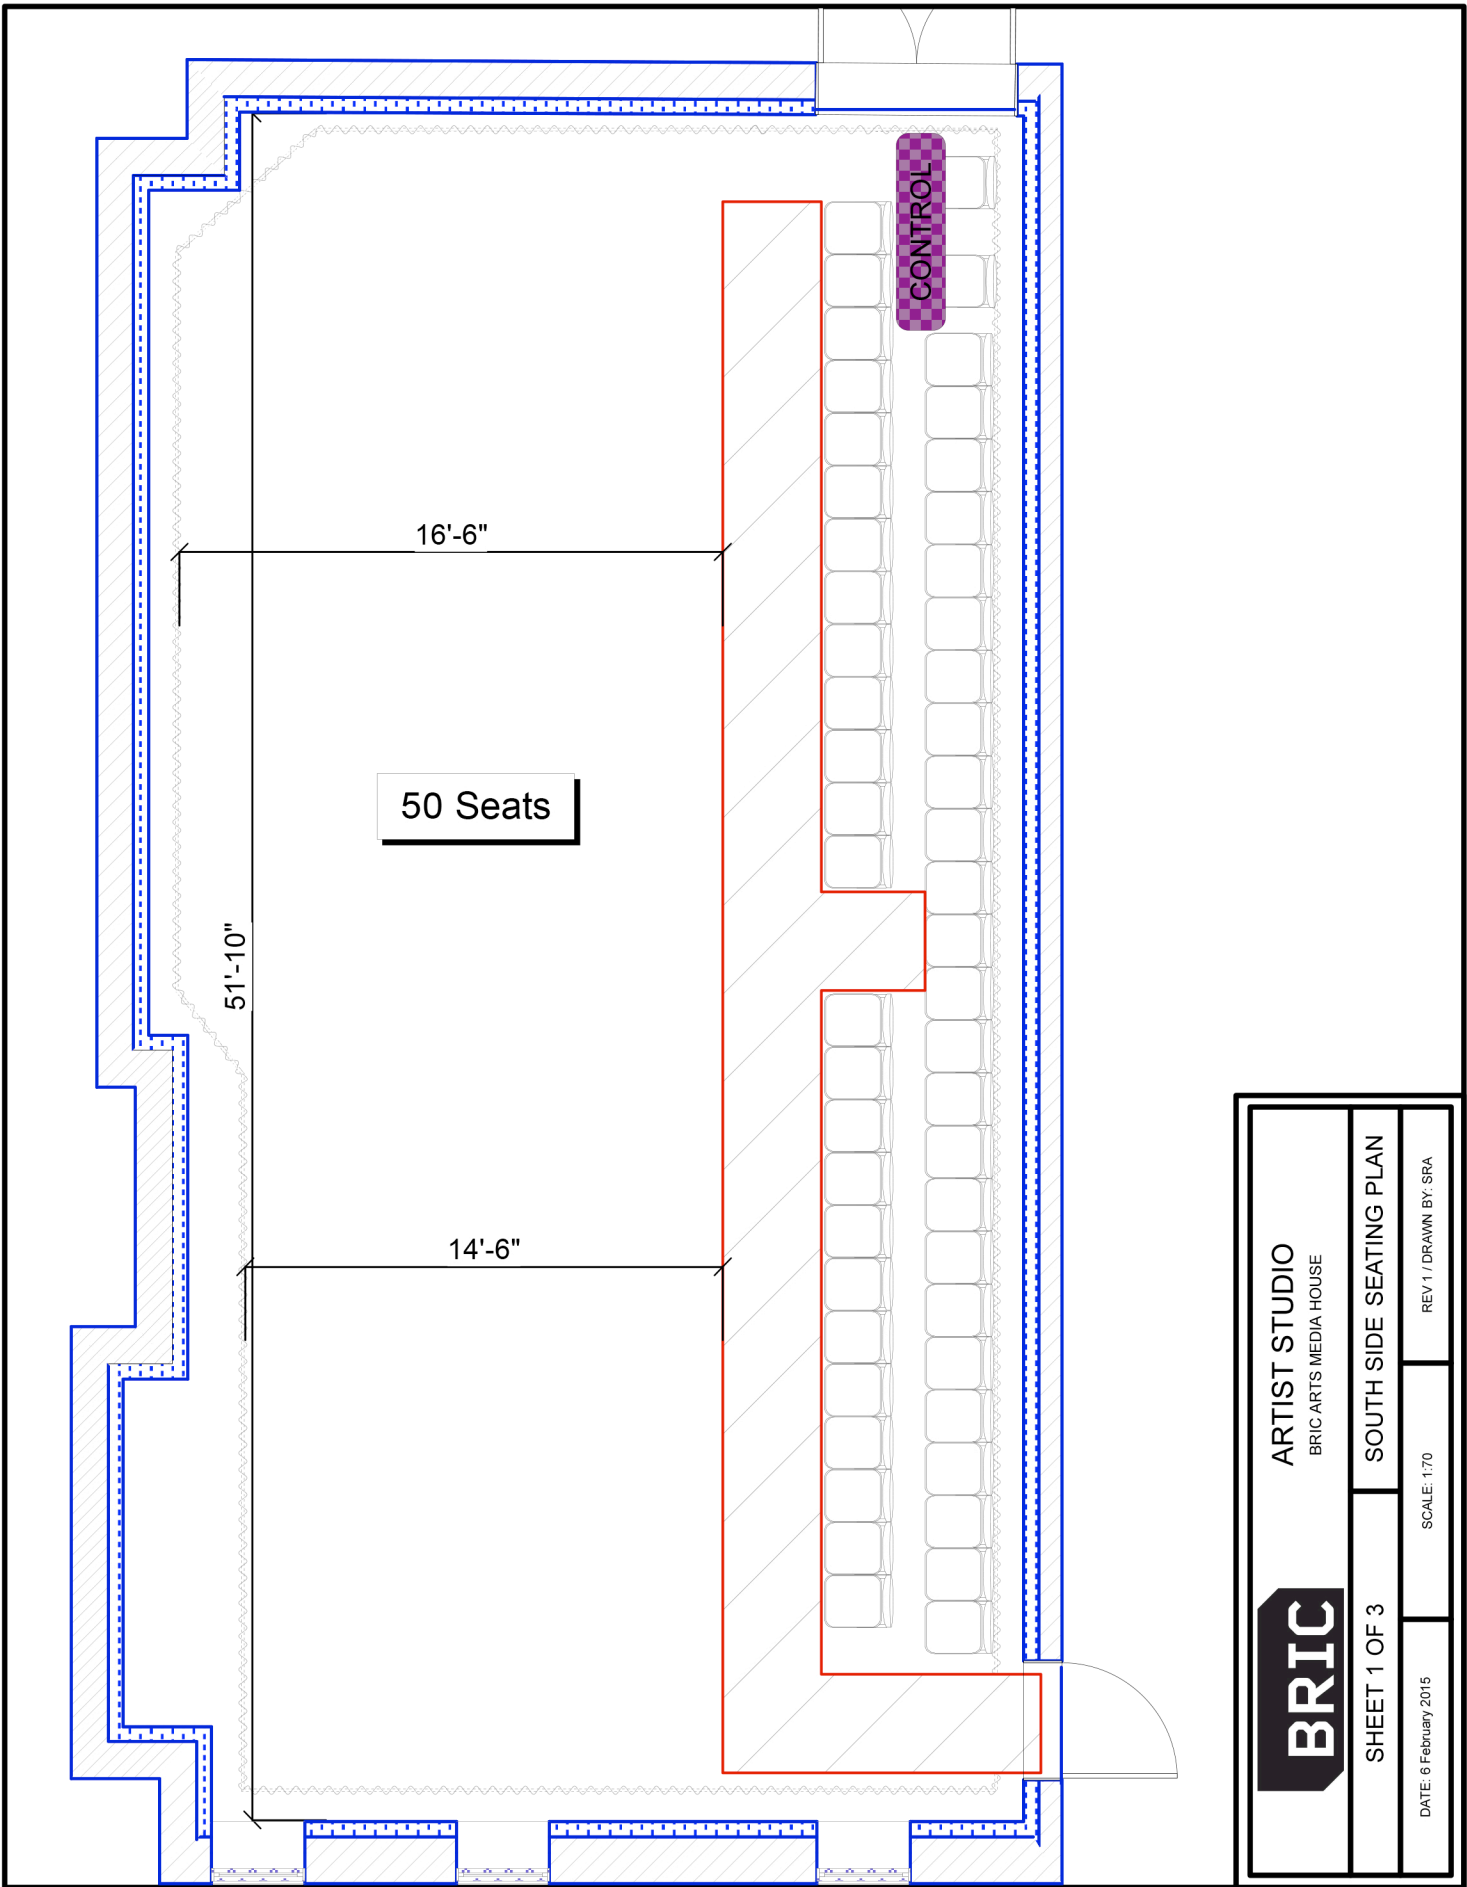 CONTROL
16'-6"
50 Seats
51'-10"
14'-6"
ARTIST STUDIO
BRIC ARTS MEDIA HOUSE
BRIC
SOUTH SIDE SEATING PLAN
SHEET 1 OF 3
REV 1 / DRAWN BY: SRA
SCALE: 1:70
DATE: 6 February 2015